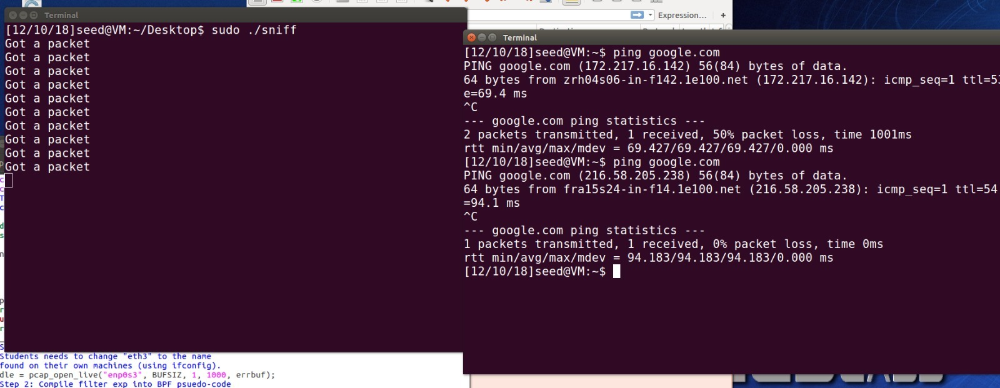 Terminal
[12/10/18]seed@VM:~/Desktop$ sudo ./sniff
Got a packet
Got a packet
Got a packet
Got a packet
Got a packet
Got a packet
Got a packet
Got a packet
Got a packet
Got a packet
Students needs to change "eth3" to the name
found on their own machines (using ifconfig).
dle = pcap_open_live("enp0s3", BUFSIZ, 1, 1000, errbuf);
Step 2: Compile filter_exp into BPF psuedo-code
Expression… +
Terminal
[12/10/18]seed@VM:~$ ping google.com
PING google.com (172.217.16.142) 56(84) bytes of data.
64 bytes from zrh04s06-in-f142.1e100.net (172.217.16.142): icmp_seq=1 ttl=53
e=69.4 ms
^C
--- google.com ping statistics ---
2 packets transmitted, 1 received, 50% packet loss, time 1001ms
rtt min/avg/max/mdev = 69.427/69.427/69.427/0.000 ms
[12/10/18]seed@VM:~$ ping google.com
PING google.com (216.58.205.238) 56(84) bytes of data.
64 bytes from fra15s24-in-f14.1e100.net (216.58.205.238): icmp_seq=1 ttl=54
=94.1 ms
^C
--- google.com ping statistics ---
1 packets transmitted, 1 received, 0% packet loss, time 0ms
rtt min/avg/max/mdev = 94.183/94.183/94.183/0.000 ms
[12/10/18]seed@VM:~$